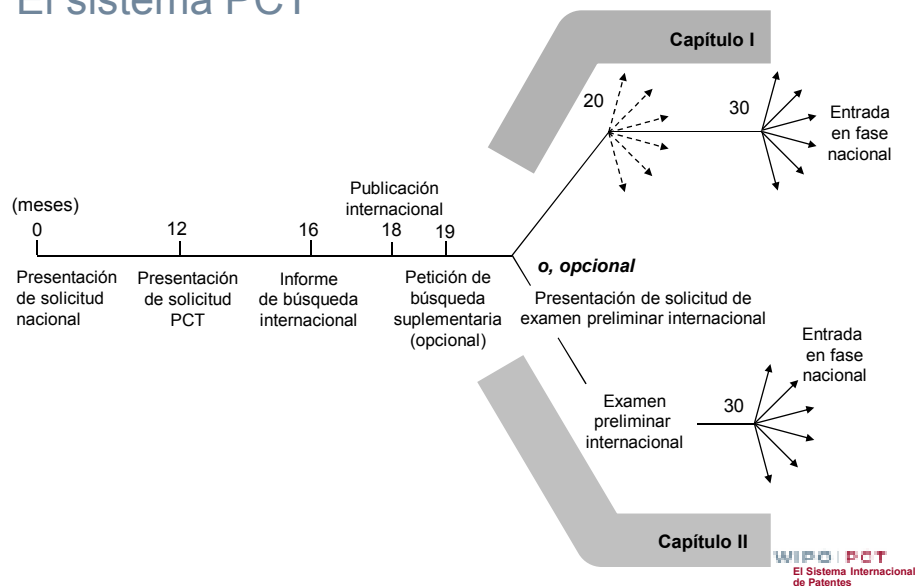 El sistema PCT
Capítulo I
20
30
Entrada
en fase
nacional
(meses)
Publicación
internacional
0
12
16
18
19
Presentación
de solicitud
nacional
Presentación
de solicitud
PCT
Informe
de búsqueda
internacional
Petición de
búsqueda
suplementaria
(opcional)
o, opcional
Presentación de solicitud de
examen preliminar internacional
Examen
preliminar
internacional
30
Entrada
en fase
nacional
Capítulo II
WIPO | PCT
El Sistema Internacional
de Patentes